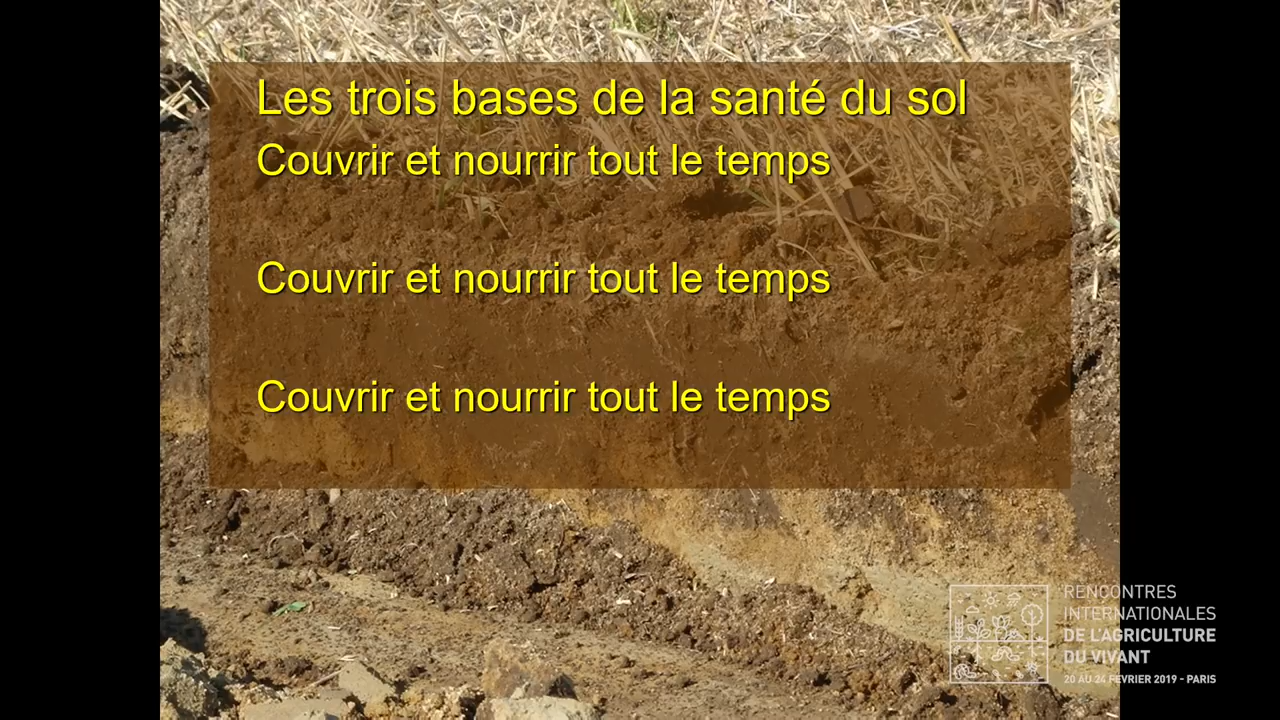 Les trois bases de la santé du sol
Couvrir et nourrir tout le temps
Couvrir et nourrir tout le temps
Couvrir et nourrir tout le temps
RENCONTRES
INTERNATIONALES
DE L'AGRICULTURE
DU VIVANT
20 AU 24 FEVRIER 2019 - PARIS